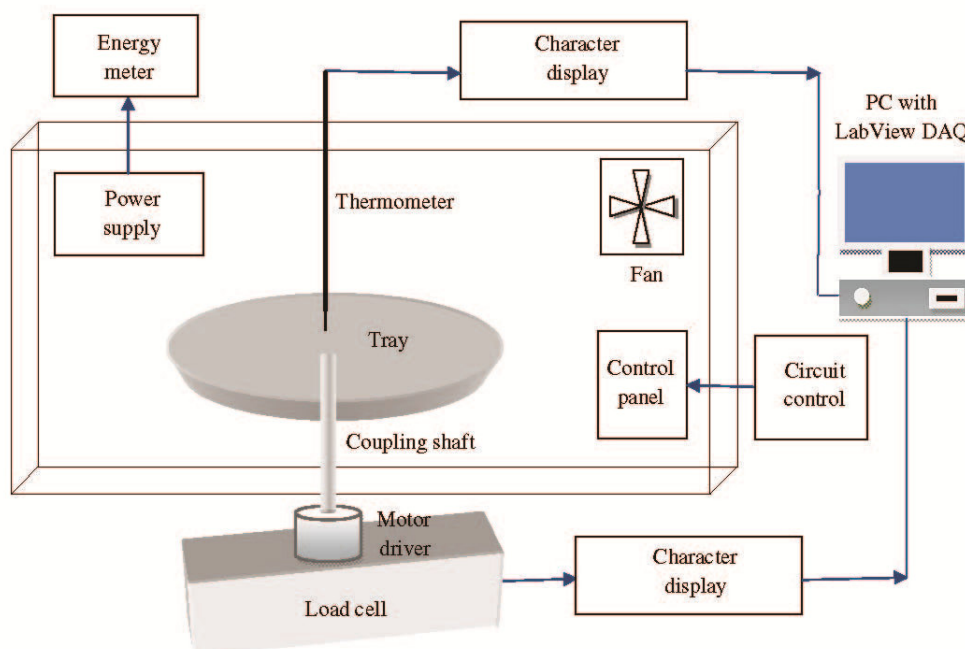 Energy
meter
Character
display
PC with
LabView DAQ
Power
supply
Thermometer
Fan
Tray
Control
panel
Circuit
control
Coupling shaft
Motor
driver
Load cell
Character
display